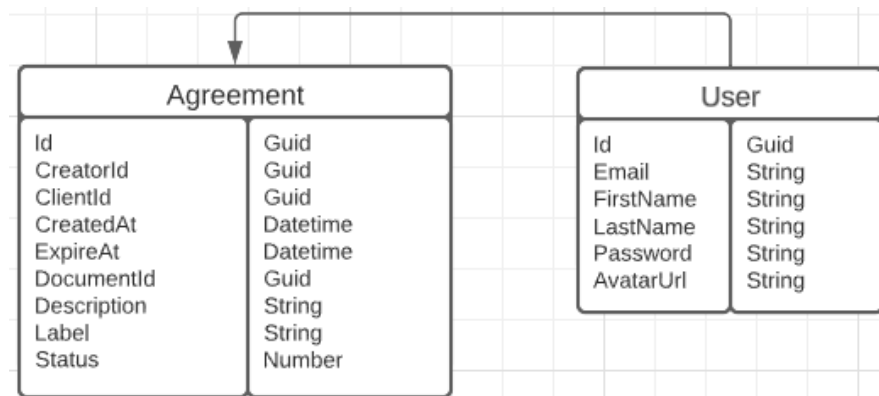 Agreement
Id Guid
CreatorId Guid
ClientId Guid
CreatedAt Datetime
ExpireAt Datetime
DocumentId Guid
Description String
Label String
Status Number
User
Id Guid
Email String
FirstName String
LastName String
Password String
AvatarUrl String